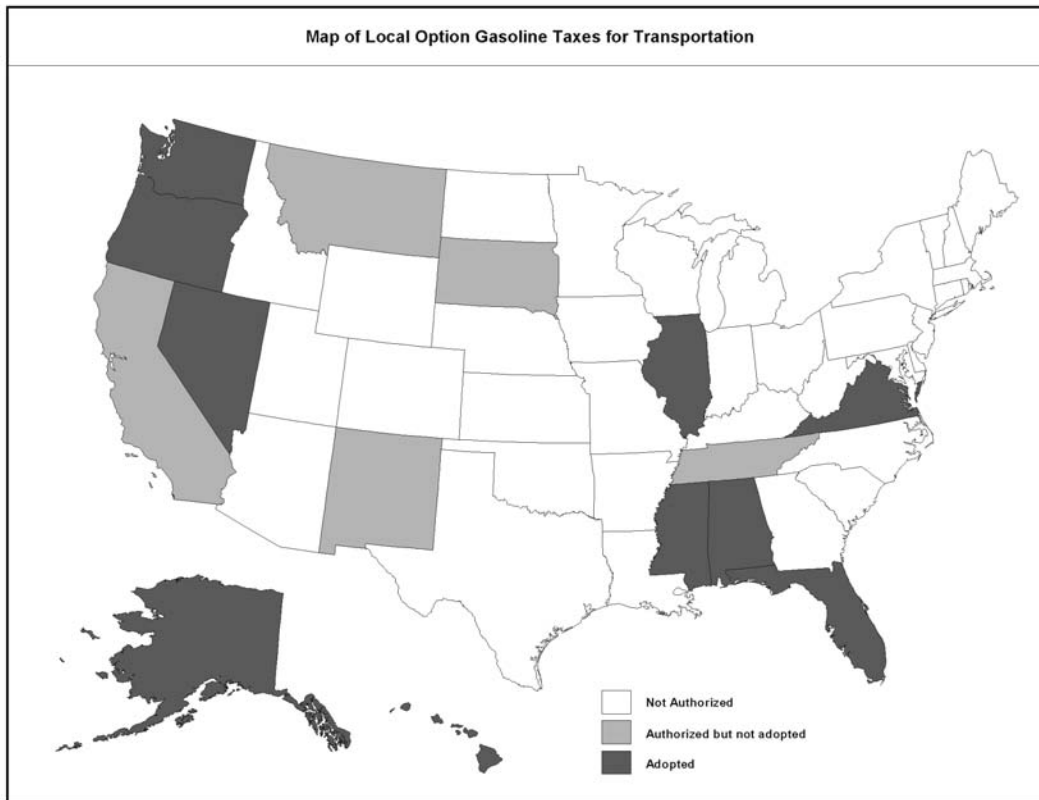 Map of Local Option Gasoline Taxes for Transportation
Not Authorized
Authorized but not adopted
Adopted